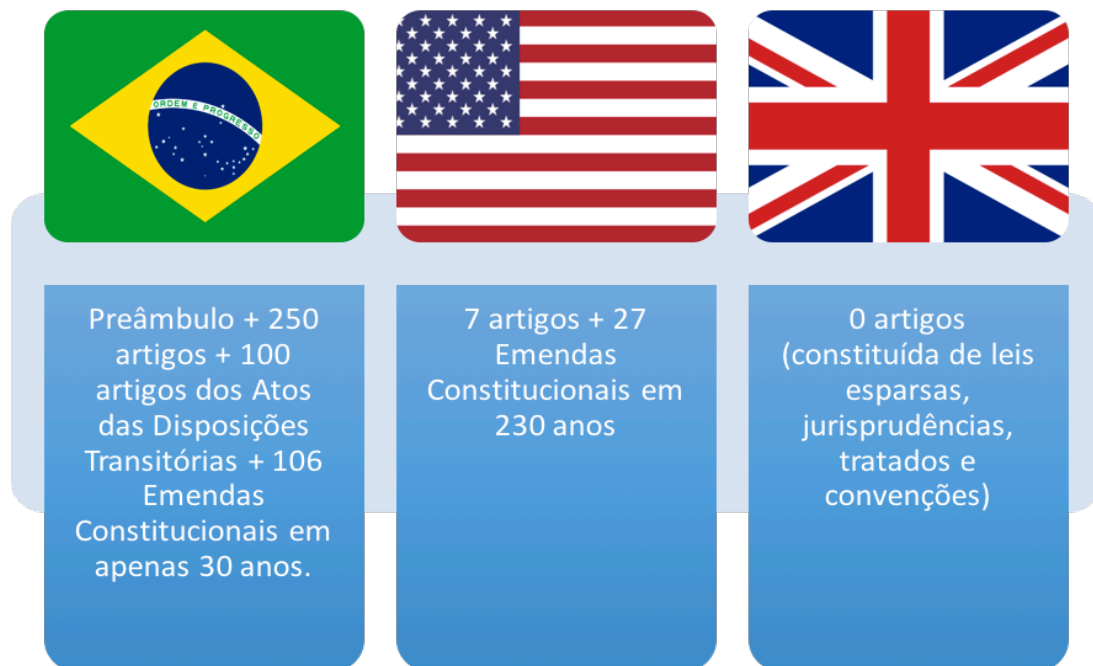 ORDEM E PROGRESSO
Preâmbulo + 250
artigos + 100
artigos dos Atos
das Disposições
Transitórias + 106
Emendas
Constitucionais em
apenas 30 anos.
7 artigos + 27
Emendas
Constitucionais em
230 anos
0 artigos
(constituída de leis
esparsas,
jurisprudências,
tratados e
convenções)